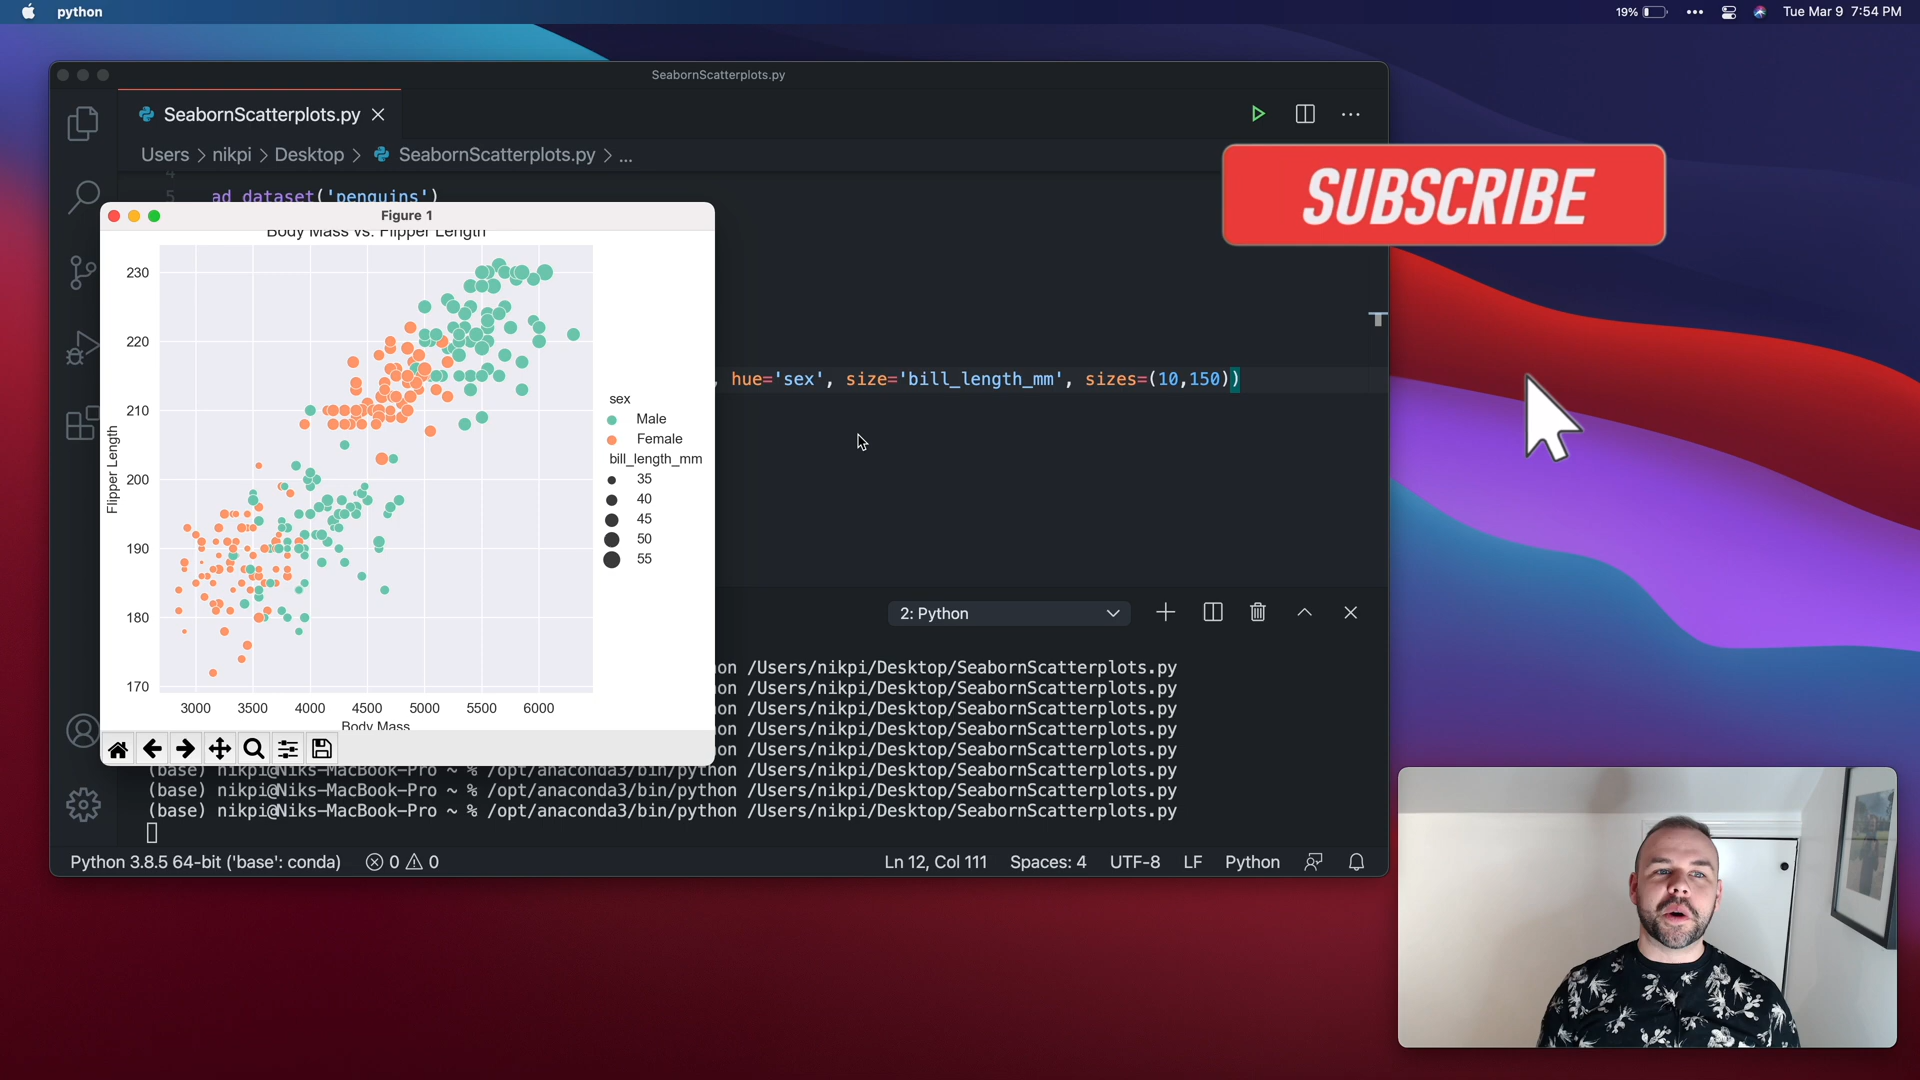 python
19%
Tue Mar 9 7:54 PM
SeabornScatterplots.py
SeabornScatterplots.py
Users > nikpi > Desktop > SeabornScatterplots.py > ...
SUBSCRIBE
4
5 ad_dataset('penguins')
Figure 1
Body Mass vs. Flipper Length
230
220
210
200
190
180
170
Flipper Length
3000 3500 4000 4500 5000 5500 6000
Body Mass
sex
Male
Female
bill_length_mm
35
40
45
50
55
, hue='sex', size='bill_length_mm', sizes=(10,150))
2: Python
on /Users/nikpi/Desktop/SeabornScatterplots.py
on /Users/nikpi/Desktop/SeabornScatterplots.py
on /Users/nikpi/Desktop/SeabornScatterplots.py
on /Users/nikpi/Desktop/SeabornScatterplots.py
on /Users/nikpi/Desktop/SeabornScatterplots.py
(base) nikpi@Niks-MacBook-Pro ~ % /opt/anaconda3/bin/python /Users/nikpi/Desktop/SeabornScatterplots.py
(base) nikpi@Niks-MacBook-Pro ~ % /opt/anaconda3/bin/python /Users/nikpi/Desktop/SeabornScatterplots.py
(base) nikpi@Niks-MacBook-Pro ~ % /opt/anaconda3/bin/python /Users/nikpi/Desktop/SeabornScatterplots.py
Python 3.8.5 64-bit ('base': conda) 0 0
Ln 12, Col 111 Spaces: 4 UTF-8 LF Python